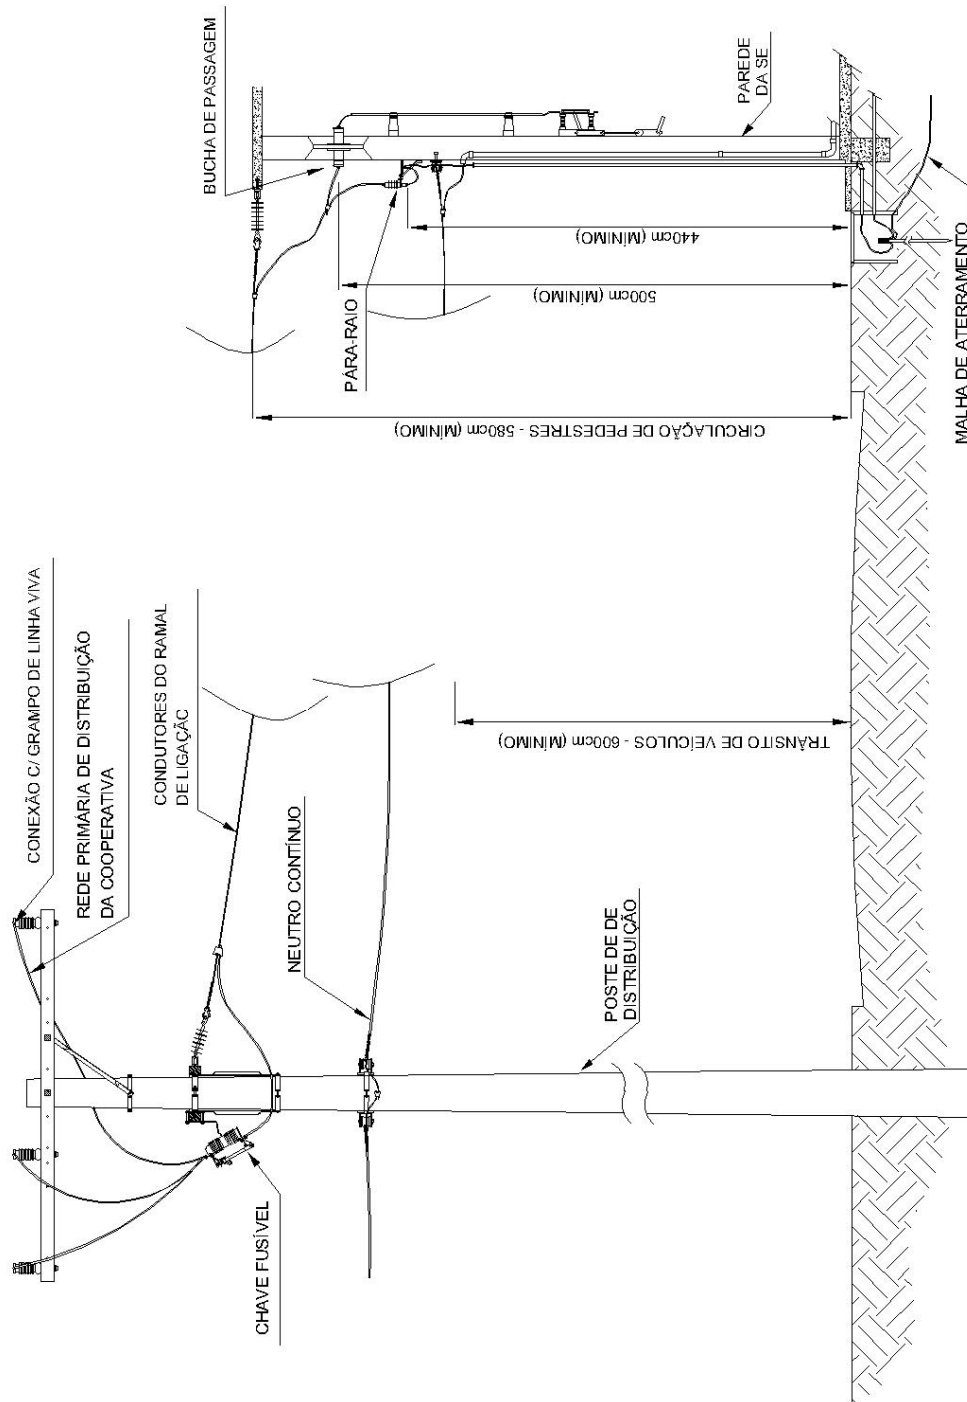 CONEXÃO C/ GRAMPO DE LINHA VIVA
REDE PRIMÁRIA DE DISTRIBUIÇÃO
DA COOPERATIVA
CONDUTORES DO RAMAL
DE LIGAÇÃO
NEUTRO CONTÍNUO
CHAVE FUSÍVEL
POSTE DE DE
DISTRIBUIÇÃO
TRÂNSITO DE VEÍCULOS - 600cm (MÍNIMO)
BUCHA DE PASSAGEM
PÁRA-RAIO
CIRCULAÇÃO DE PEDESTRES - 580cm (MÍNIMO)
500cm (MÍNIMO)
440cm (MÍNIMO)
PAREDE
DA SE
MALHA DE ATERRAMENTO